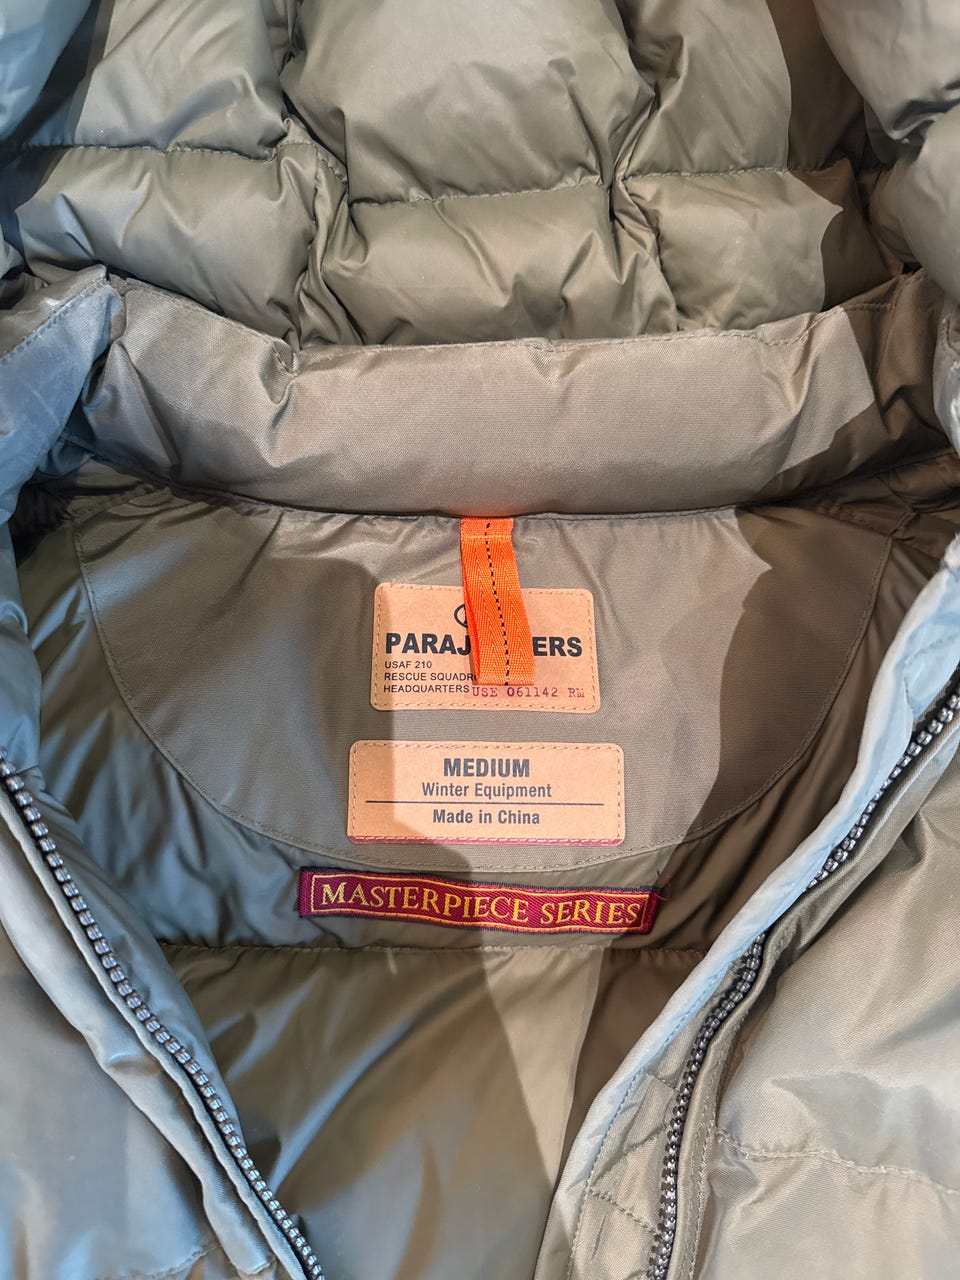 PARAJ ERS
USAF 210
RESCUE SQUADR
HEADQUARTERS USE 061142 RM
MEDIUM
Winter Equipment
Made in China
MASTERPIECE SERIES